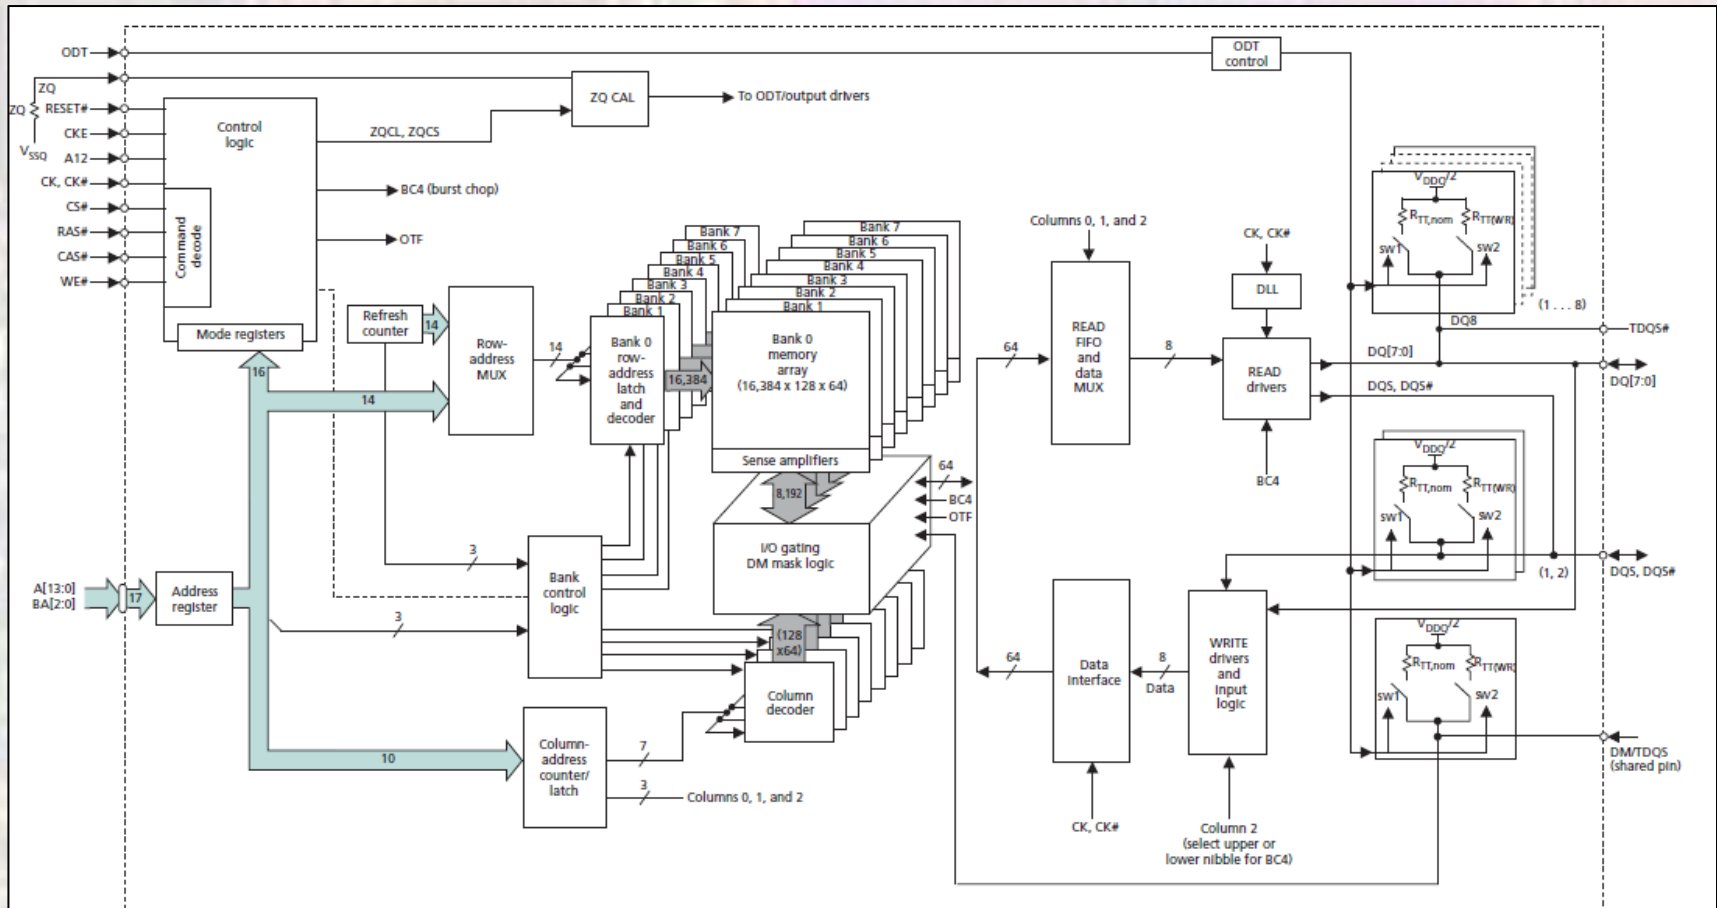 ODT
ODT
control
ZQ
ZQ
RESET#
CKE
VSSQ
A12
CK, CK#
CS#
RAS#
CAS#
WE#
Control
logic
Command
decode
Mode registers
ZQ CAL
To ODT/output drivers
ZQCL, ZQCS
BC4 (burst chop)
OTF
Refresh
counter
14
16
14
Row-
address
MUX
14
Bank 7
Bank 6
Bank 5
Bank 4
Bank 3
Bank 2
Bank 1
Bank 0
row-
address
latch
and
decoder
16,384
Bank 7
Bank 6
Bank 5
Bank 4
Bank 3
Bank 2
Bank 1
Bank 0
memory
array
(16,384 x 128 x 64)
Sense amplifiers
8,192
I/O gating
DM mask logic
64
BC4
OTF
(128
x64)
Column
decoder
3
3
Bank
control
logic
A[13:0]
BA[2:0]
17
Address
register
10
Column-
address
counter/
latch
7
3
Columns 0, 1, and 2
Columns 0, 1, and 2
64
READ
FIFO
and
data
MUX
8
CK, CK#
DLL
READ
drivers
BC4
DQ[7:0]
DQS, DQS#
DQ8
64
Data
interface
CK, CK#
8
Data
WRITE
drivers
and
input
logic
Column 2
(select upper or
lower nibble for BC4)
VDDQ/2
RTT,nom
RTT(WR)
sw1
sw2
(1 . . . 8)
TDQS#
DQ[7:0]
VDDQ/2
RTT,nom
RTT(WR)
sw1
sw2
(1, 2)
DQS, DQS#
VDDQ/2
RTT,nom
RTT(WR)
sw1
sw2
DM/TDQS
(shared pin)